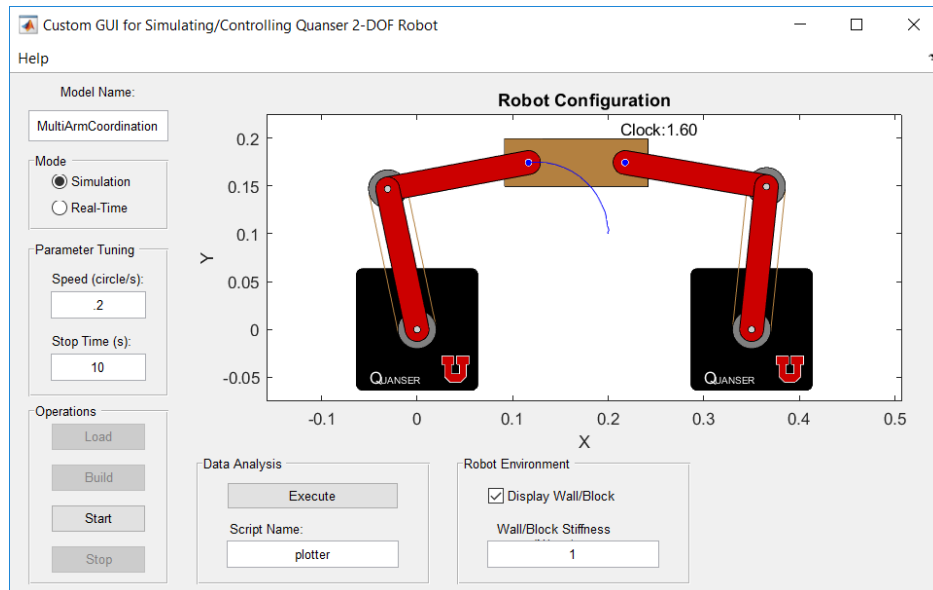 Custom GUI for Simulating/Controlling Quanser 2-DOF Robot
Help
Model Name:
MultiArmCoordination
Mode
Simulation
Real-Time
Parameter Tuning
Speed (circle/s):
.2
Stop Time (s):
10
Operations
Load
Build
Start
Stop
Robot Configuration
Clock:1.60
0.2
0.15
0.1
0.05
0
-0.05
Y
QUANSER
U
QUANSER
U
-0.1 0 0.1 0.2 0.3 0.4 0.5
X
Data Analysis
Execute
Script Name:
plotter
Robot Environment
Display Wall/Block
Wall/Block Stiffness
1